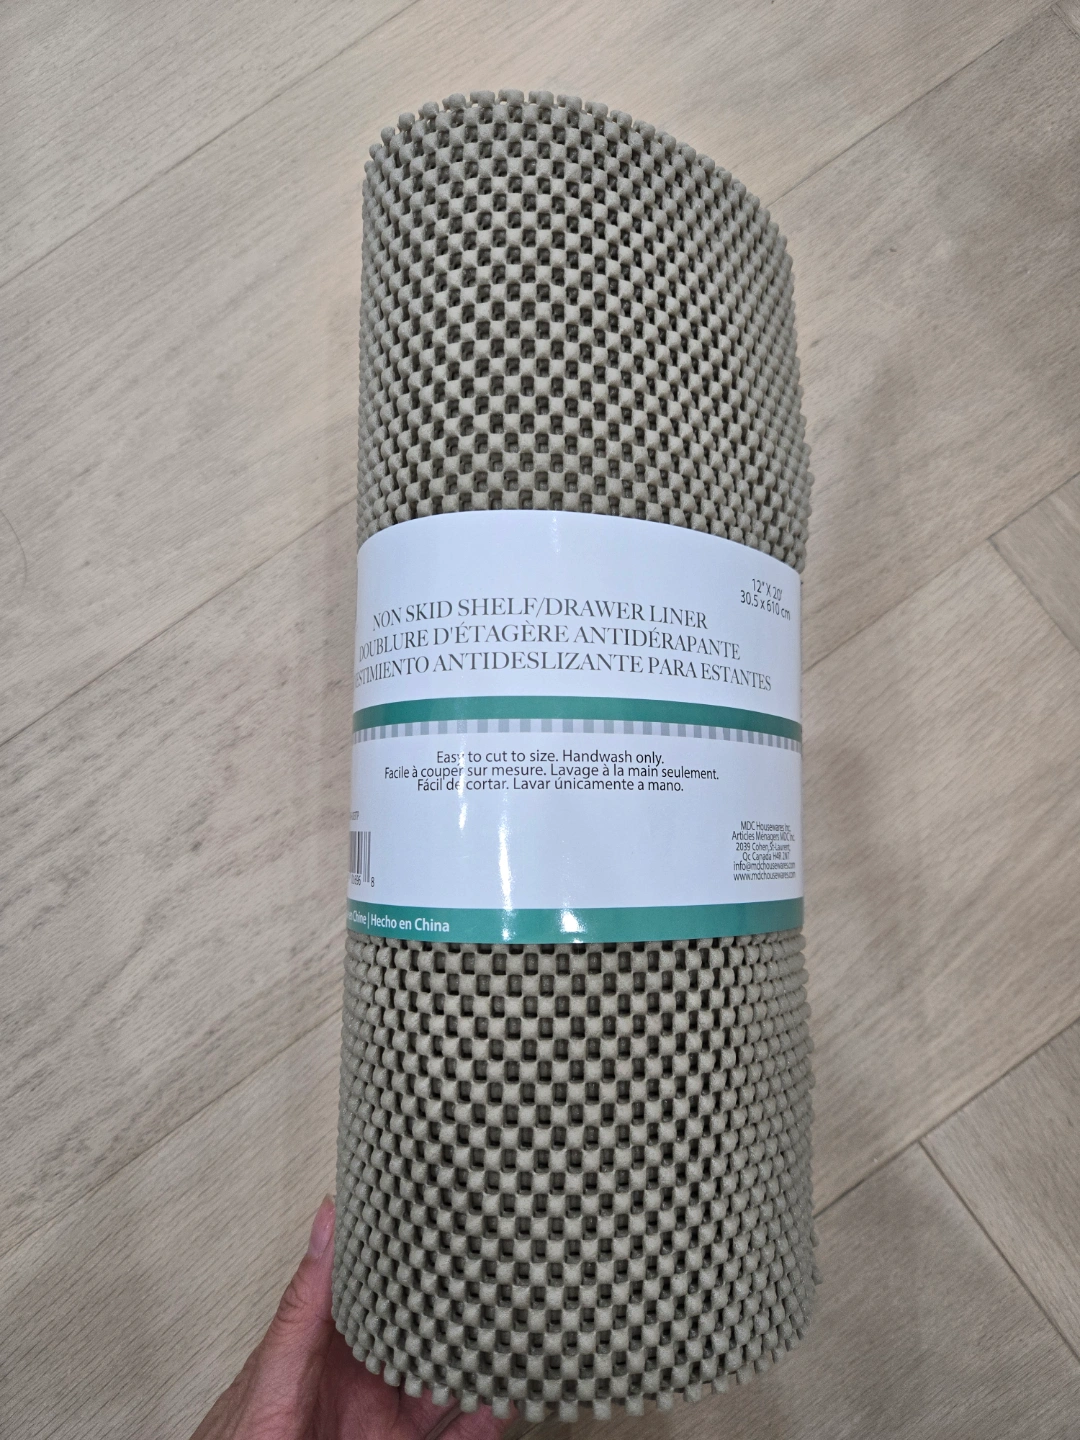 12" X 20'
30.5 x 610 cm
NON SKID SHELF/DRAWER LINER
DOUBLURE D'ÉTAGÈRE ANTIDÉRAPANTE
ANTIDESLIZANTE PARA ESTANTES
Easy to cut to size. Handwash only.
Facile à couper sur mesure. Lavage à la main seulement.
Fácil de cortar. Lavar únicamente a mano.
MDC Housewares Inc.
Articles Ménagers MDC Inc.
2039 Cohen, St-Laurent,
Qc Canada H4R 2N7
info@mdchousewares.com
www.mdchousewares.com
8
Chine | Hecho en China